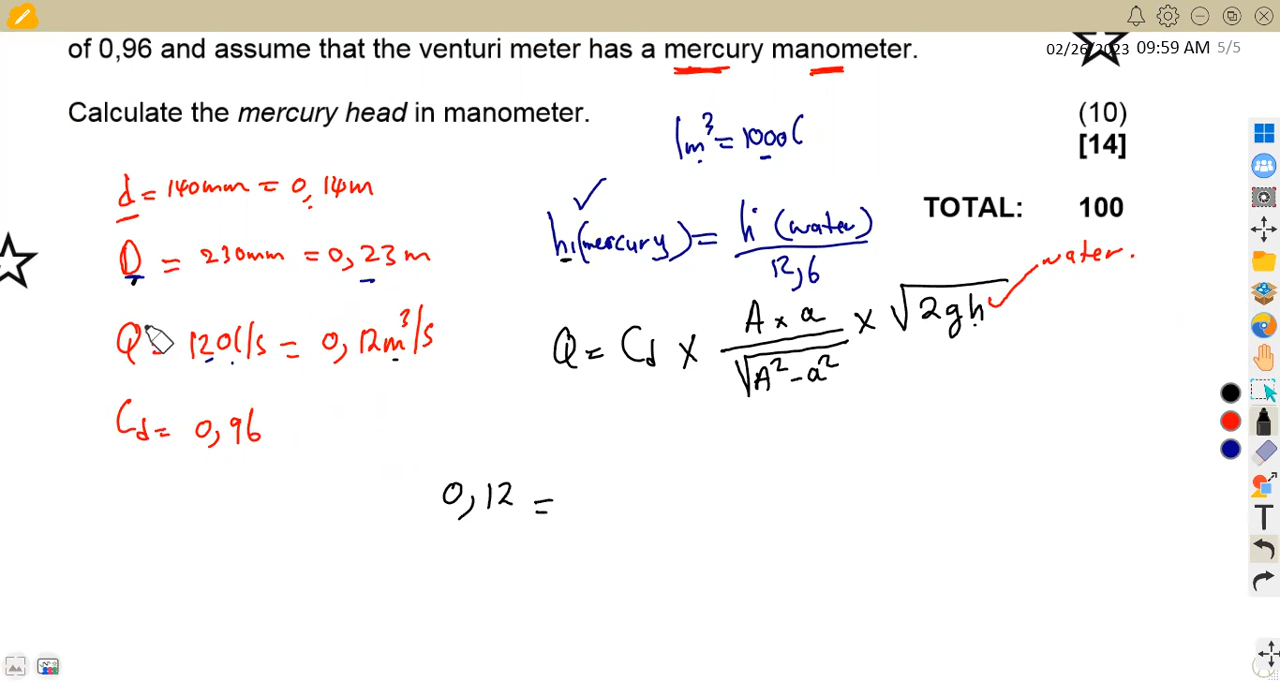 of 0,96 and assume that the venturi meter has a mercury manometer.
02/26/2023 09:59 AM 5/5
Calculate the mercury head in manometer. (10)
[14]
1m³ = 1000l
d = 140mm = 0,14m
TOTAL: 100
h₁(mercury) = h (water) / 12,6
D = 230mm = 0,23m
water.
Q = 120l/s = 0,12m³/s
Q = Cd × A × a / √A² - a² × √2gh
Cd = 0,96
0,12 =
T